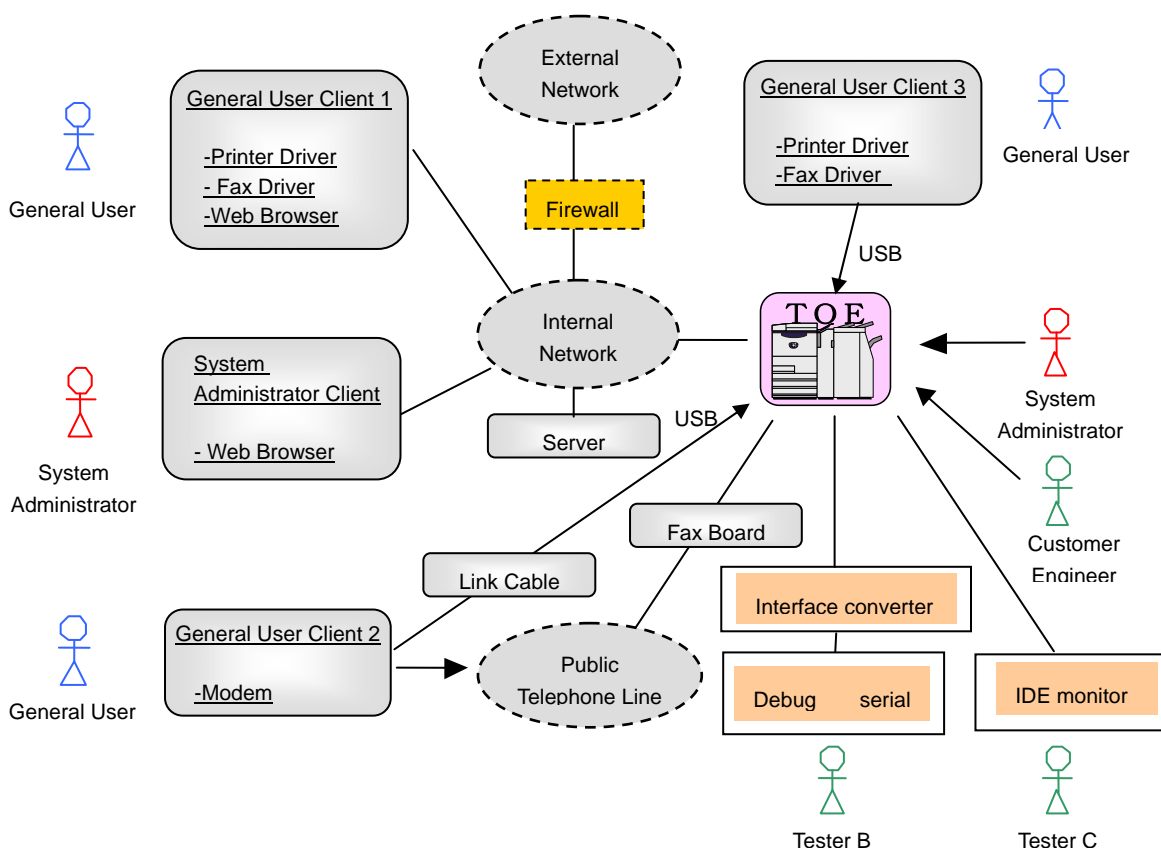 External
Network
General User Client 1
-Printer Driver
- Fax Driver
-Web Browser
General User
General User Client 3
-Printer Driver
-Fax Driver
General User
Firewall
USB
TOE
Internal
Network
System
Administrator Client
- Web Browser
System
Administrator
Server
USB
System
Administrator
Fax Board
Link Cable
Customer
Engineer
Interface converter
General User Client 2
-Modem
General User
Public
Telephone Line
Debug serial
IDE monitor
Tester B
Tester C